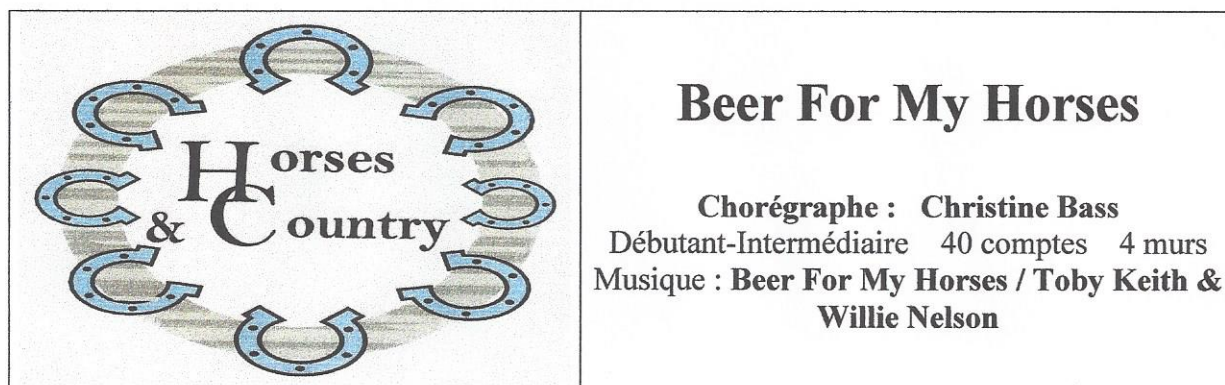 Horses
& Country
Beer For My Horses
Chorégraphe : Christine Bass
Débutant-Intermédiaire 40 comptes 4 murs
Musique : Beer For My Horses / Toby Keith &
Willie Nelson